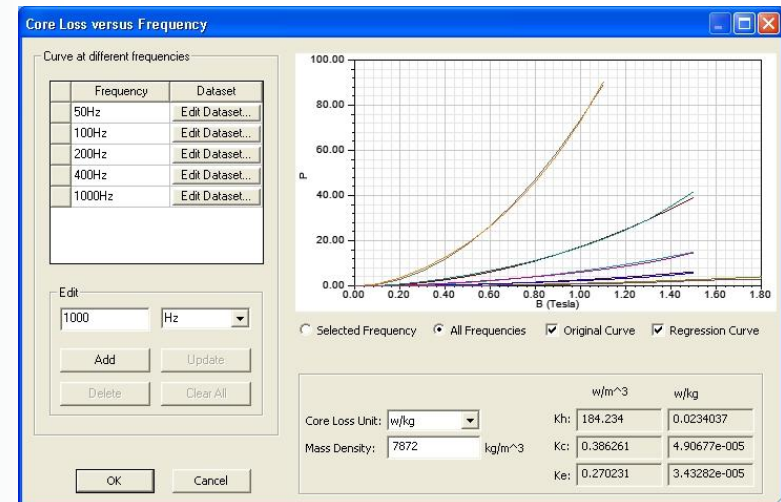 Core Loss versus Frequency
Curve at different frequencies
Frequency Dataset
50Hz Edit Dataset...
100Hz Edit Dataset...
200Hz Edit Dataset...
400Hz Edit Dataset...
1000Hz Edit Dataset...
Edit
1000 Hz
Add Update
Delete Clear All
OK Cancel
100.00
80.00
60.00
40.00
20.00
0.00
P
0.00 0.20 0.40 0.60 0.80 1.00 1.20 1.40 1.60 1.80
B (Tesla)
Selected Frequency All Frequencies Original Curve Regression Curve
w/m^3 w/kg
Core Loss Unit: w/kg Kh: 184.234 0.0234037
Mass Density: 7872 kg/m^3 Kc: 0.386261 4.90677e-005
Ke: 0.270231 3.43282e-005